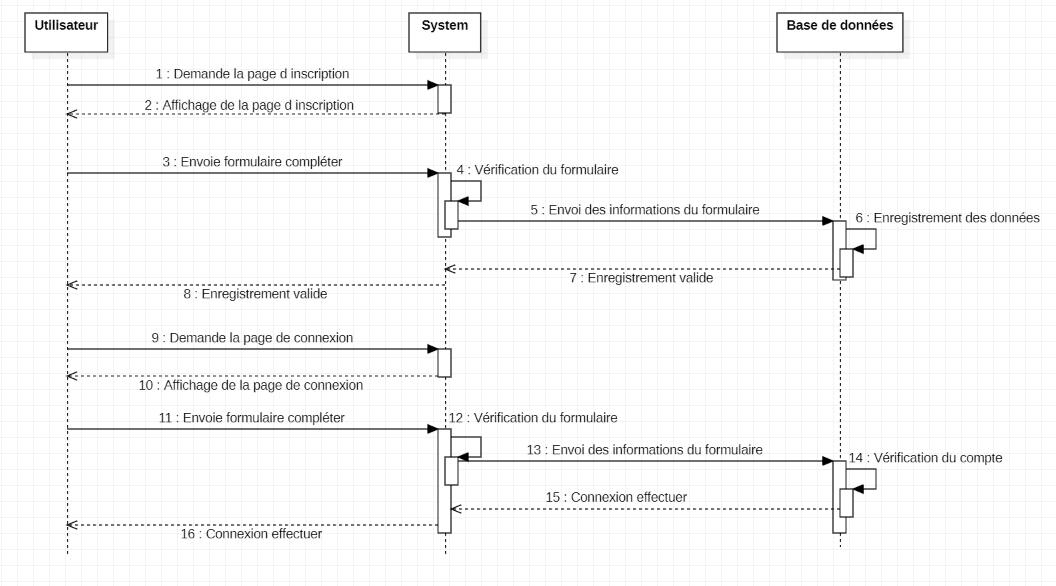 Utilisateur
System
Base de données
1 : Demande la page d inscription
2 : Affichage de la page d inscription
3 : Envoie formulaire compléter
4 : Vérification du formulaire
5 : Envoi des informations du formulaire
6 : Enregistrement des données
7 : Enregistrement valide
8 : Enregistrement valide
9 : Demande la page de connexion
10 : Affichage de la page de connexion
11 : Envoie formulaire compléter
12 : Vérification du formulaire
13 : Envoi des informations du formulaire
14 : Vérification du compte
15 : Connexion effectuer
16 : Connexion effectuer